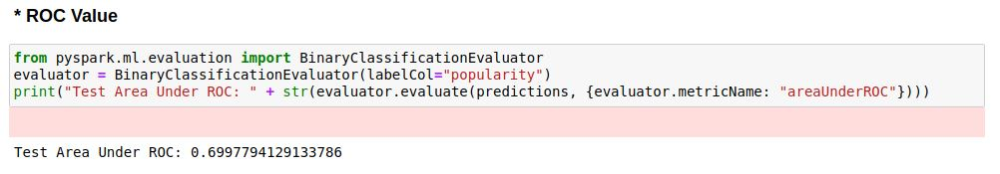 * ROC Value
from pyspark.ml.evaluation import BinaryClassificationEvaluator
evaluator = BinaryClassificationEvaluator(labelCol="popularity")
print("Test Area Under ROC: " + str(evaluator.evaluate(predictions, {evaluator.metricName: "areaUnderROC"})))
Test Area Under ROC: 0.6997794129133786